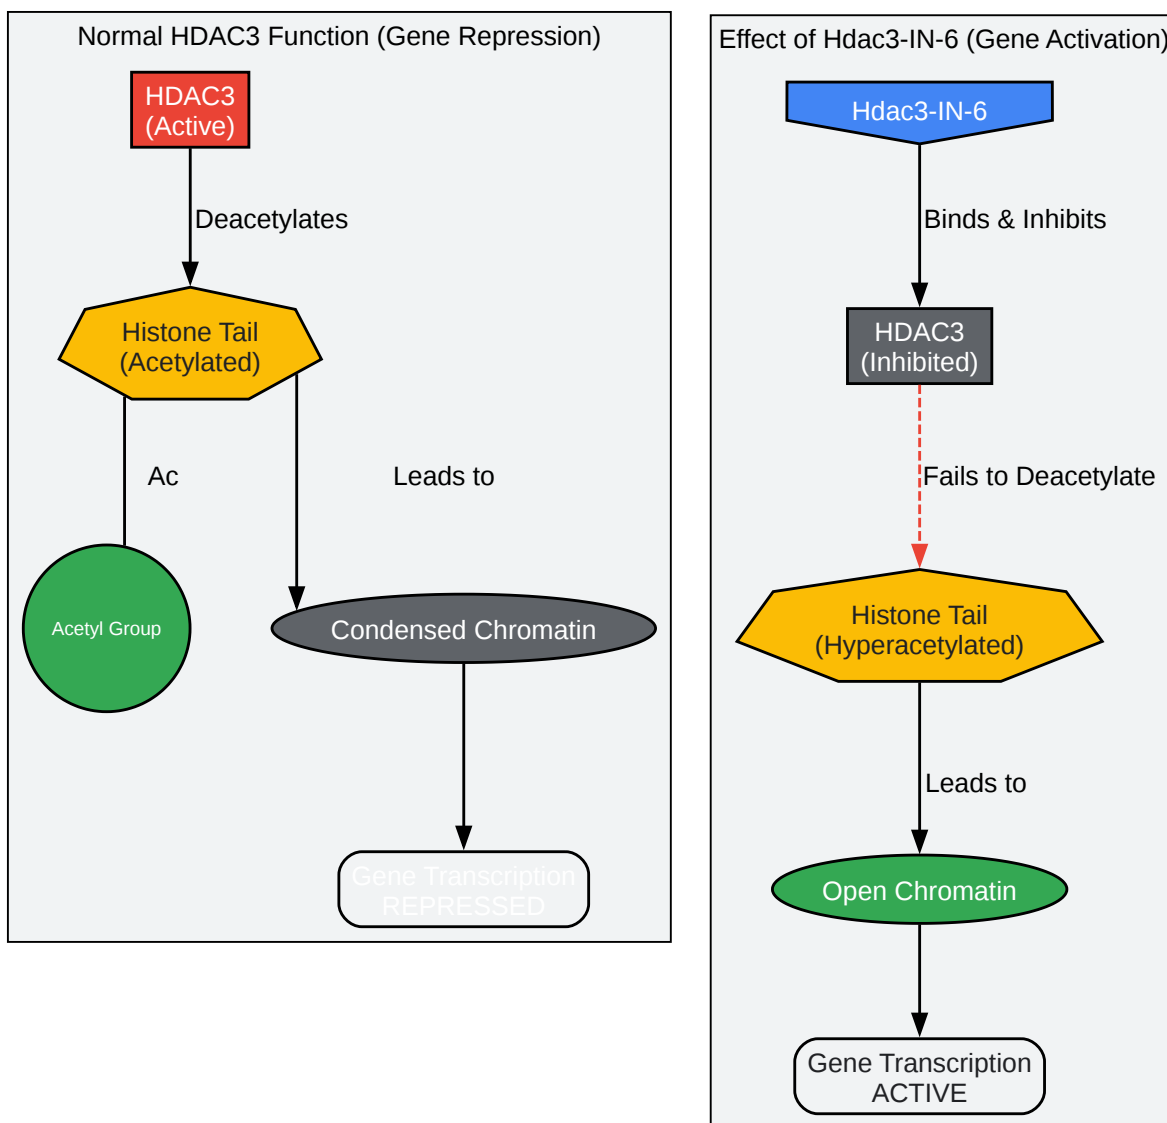 Normal HDAC3 Function (Gene Repression)
HDAC3
(Active)
Deacetylates
Histone Tail
(Acetylated)
Ac
Leads to
Acetyl Group
Condensed Chromatin
Gene Transcription
REPRESSED
Effect of Hdac3-IN-6 (Gene Activation)
Hdac3-IN-6
Binds & Inhibits
HDAC3
(Inhibited)
Fails to Deacetylate
Histone Tail
(Hyperacetylated)
Leads to
Open Chromatin
Gene Transcription
ACTIVE